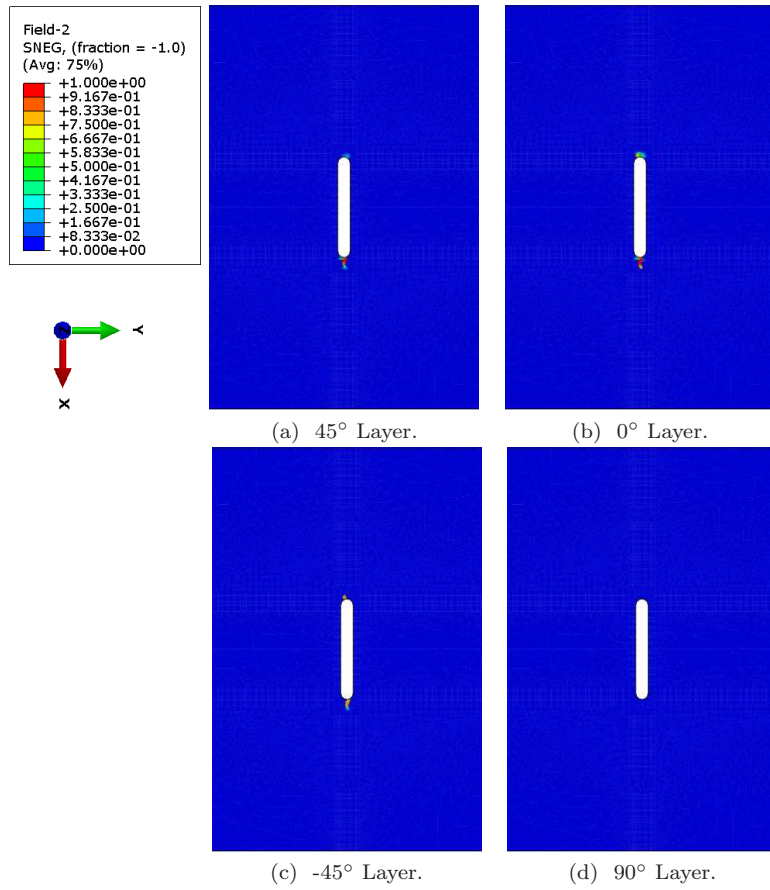 Field-2
SNEG, (fraction = -1.0)
(Avg: 75%)
+1.000e+00
+9.167e-01
+8.333e-01
+7.500e-01
+6.667e-01
+5.833e-01
+5.000e-01
+4.167e-01
+3.333e-01
+2.500e-01
+1.667e-01
+8.333e-02
+0.000e+00
Z
Y
X
(a) 45° Layer.
(b) 0° Layer.
(c) -45° Layer.
(d) 90° Layer.